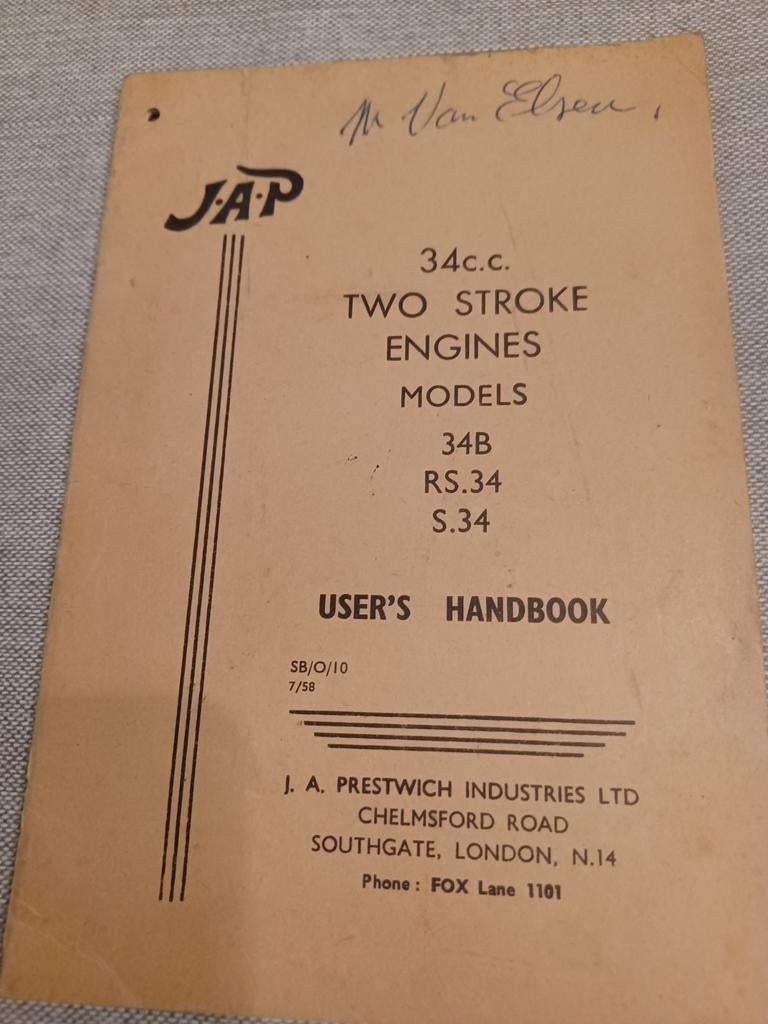 M Van Elsen
J·A·P
34c.c.
TWO STROKE
ENGINES
MODELS
34B
RS.34
S.34
USER'S HANDBOOK
SB/O/10
7/58
J. A. PRESTWICH INDUSTRIES LTD
CHELMSFORD ROAD
SOUTHGATE, LONDON, N.14
Phone : FOX Lane 1101